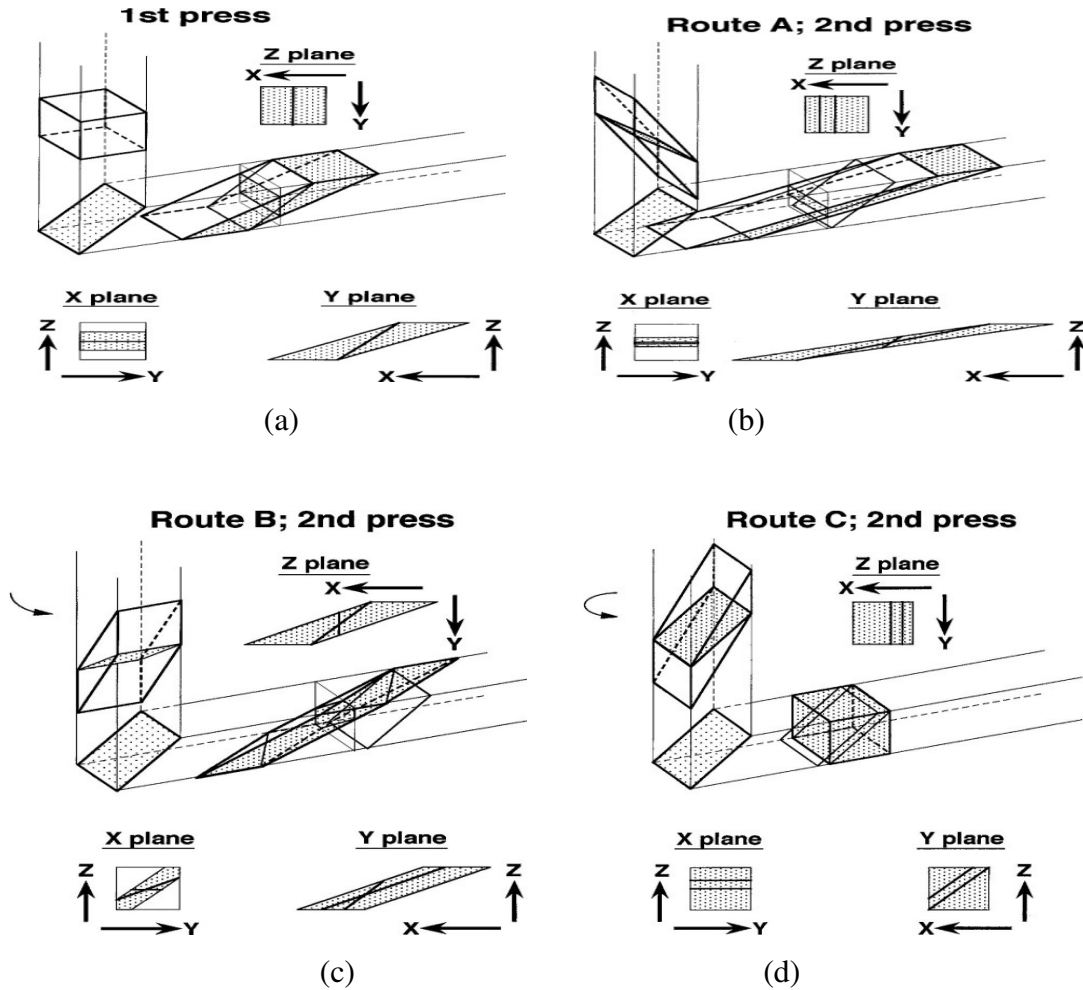 1st press
Z plane
X
Y
X plane
Y plane
Z
Y
Z
X
(a)
Route A; 2nd press
Z plane
X
Y
X plane
Y plane
Z
Y
Z
X
(b)
Route B; 2nd press
Z plane
X
Y
X plane
Y plane
Z
Y
Z
X
(c)
Route C; 2nd press
Z plane
X
Y
X plane
Y plane
Z
Y
Z
X
(d)